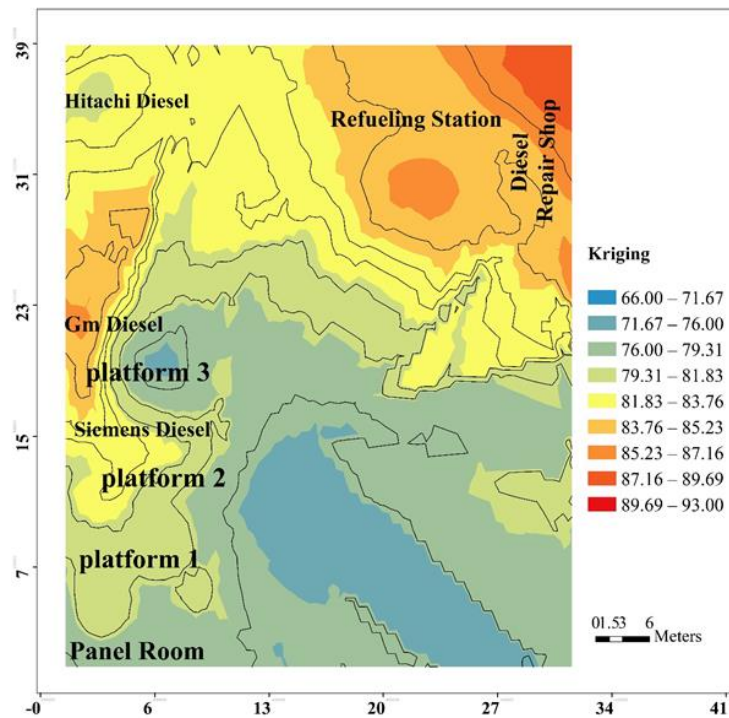 39
31
23
15
7
Hitachi Diesel
Refueling Station
Diesel
Repair Shop
Gm Diesel
platform 3
Siemens Diesel
platform 2
platform 1
Panel Room
Kriging
66.00 – 71.67
71.67 – 76.00
76.00 – 79.31
79.31 – 81.83
81.83 – 83.76
83.76 – 85.23
85.23 – 87.16
87.16 – 89.69
89.69 – 93.00
01.53 6
Meters
-0 6 13 20 27 34 41